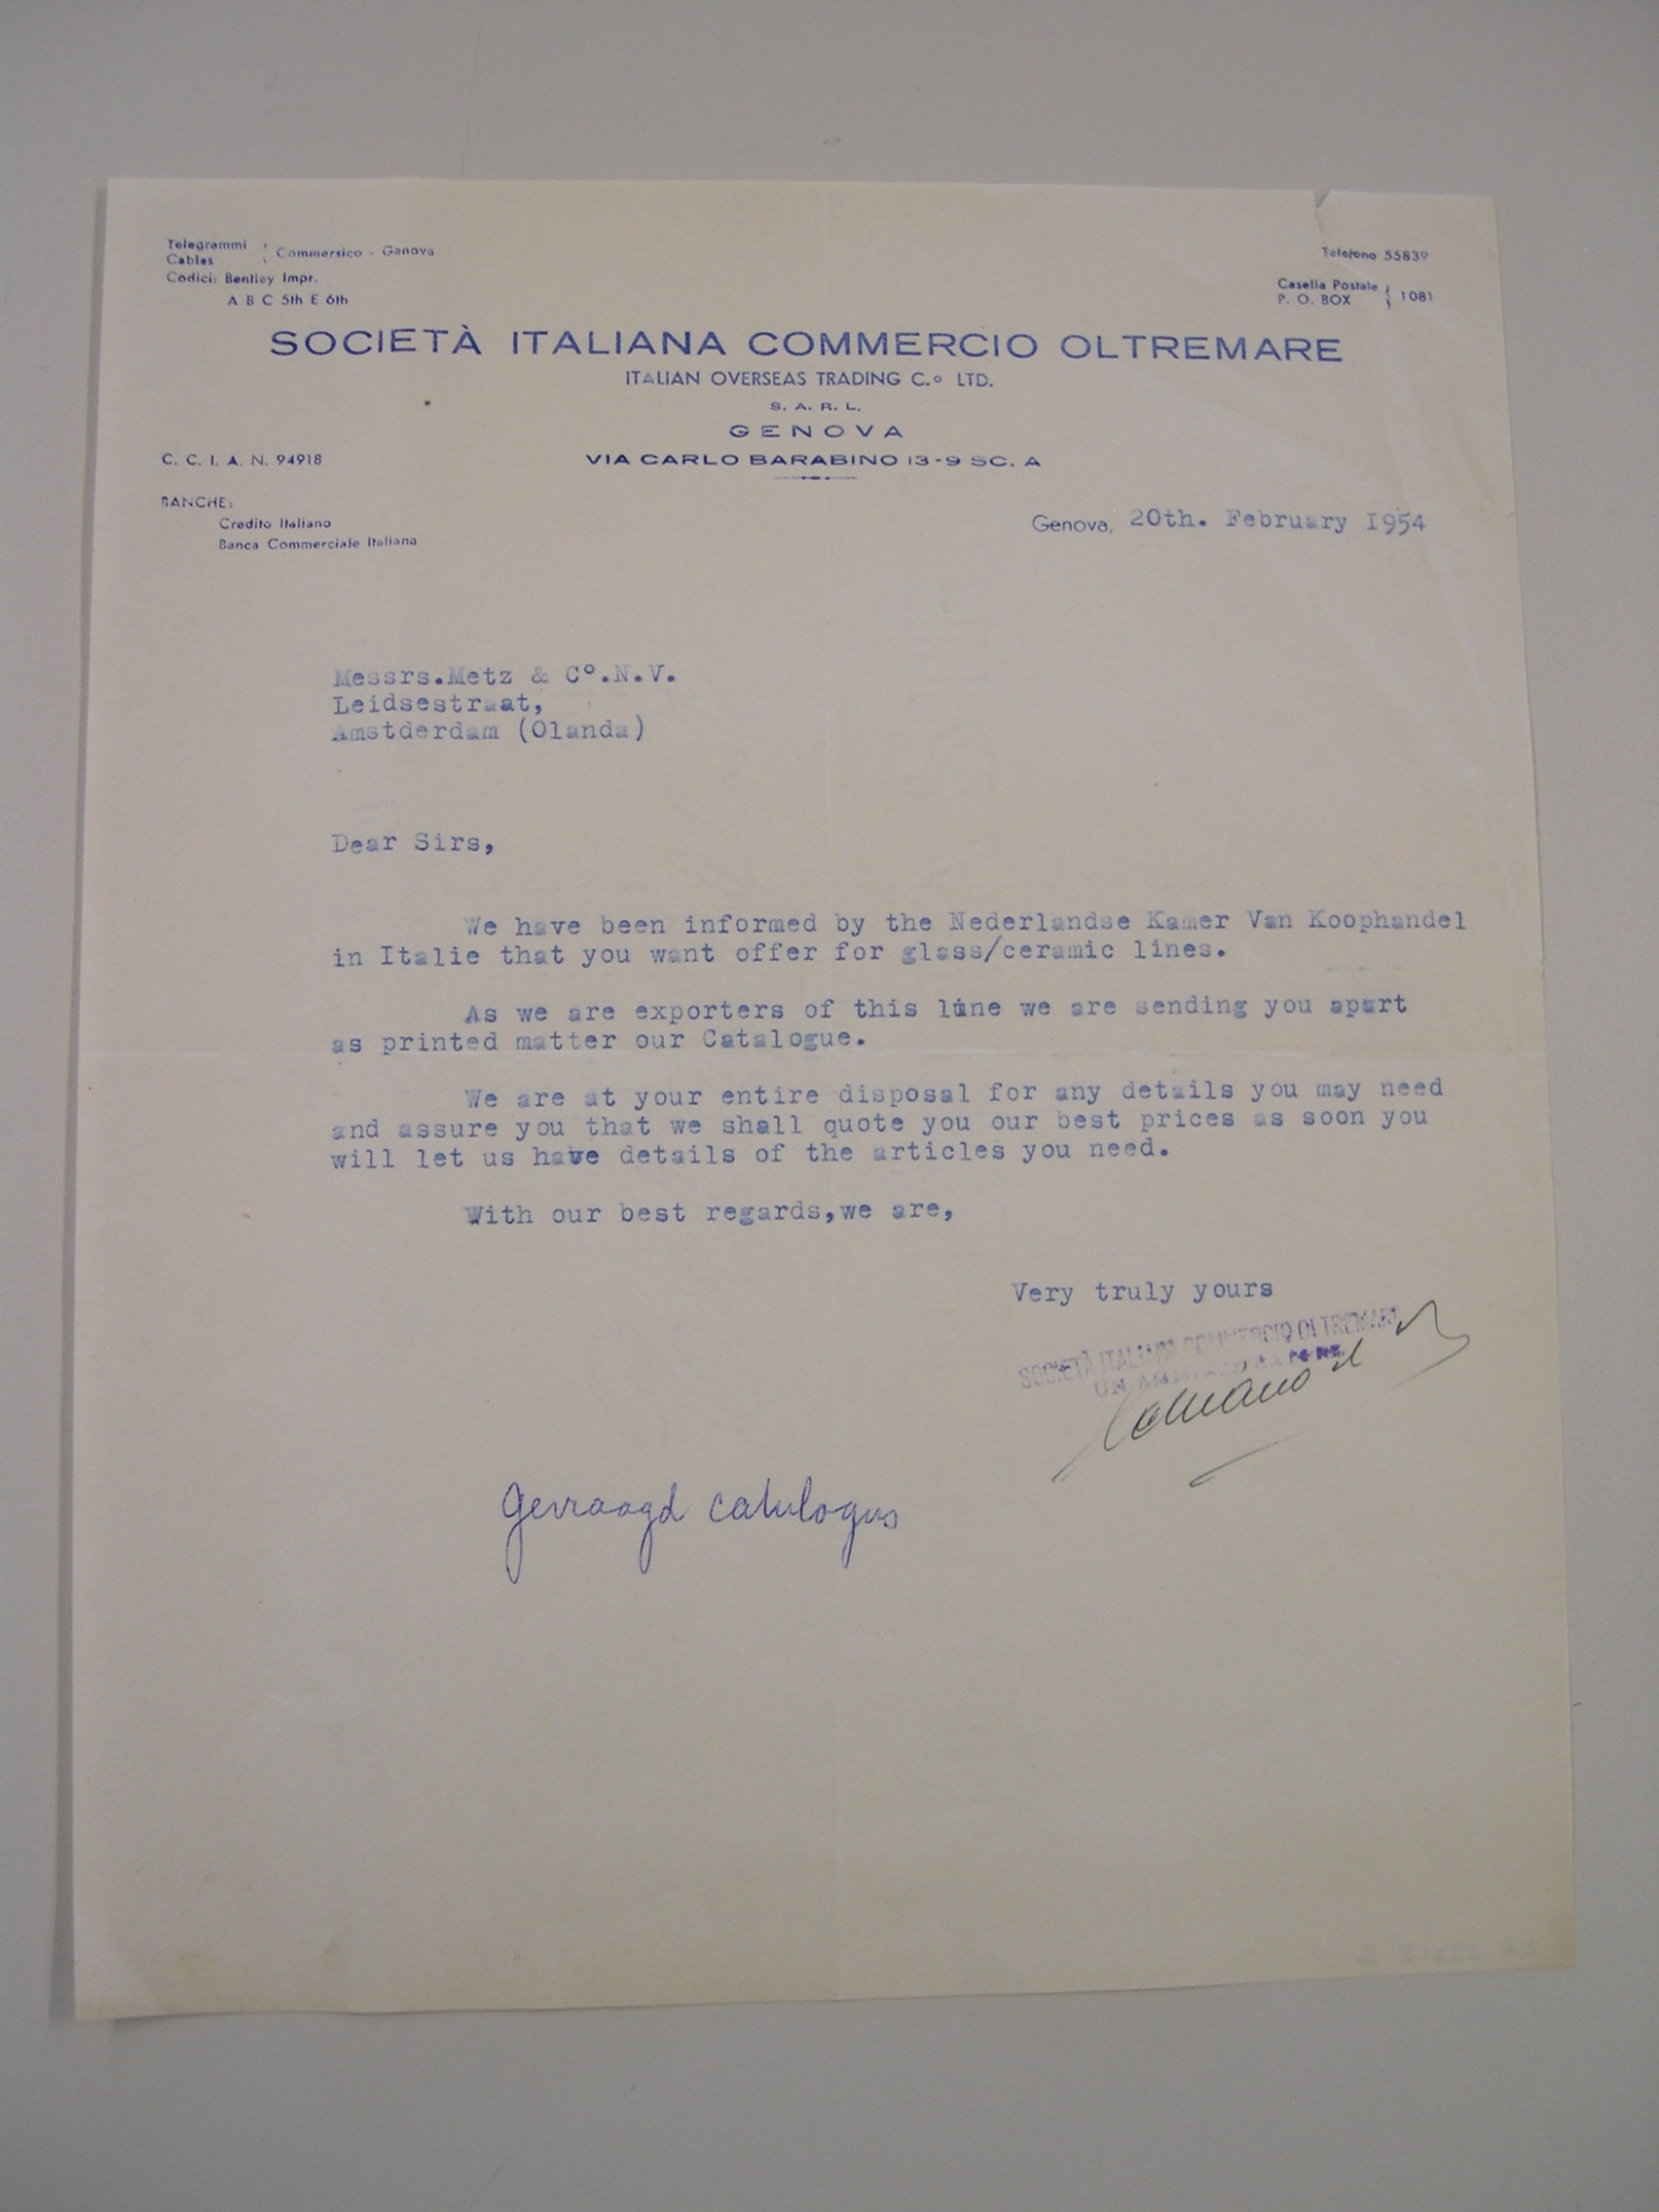 Telegrammi
Cables
Commersico - Genova
Codici: Bentley Impr.
A B C 5th E 6th
Telefono 55839
Casella Postale
P. O. BOX
1081
SOCIETÀ ITALIANA COMMERCIO OLTREMARE
ITALIAN OVERSEAS TRADING C.o LTD.
S. A. R. L.
GENOVA
C. C. I. A. N. 94918
VIA CARLO BARABINO 13-9 SC. A
BANCHE:
Credito Italiano
Banca Commerciale Italiana
Genova, 20th. February 1954
Messrs.Metz & Cº.N.V.
Leidsestraat,
Amstderdam (Olanda)
Dear Sirs,
We have been informed by the Nederlandse Kamer Van Koophandel
in Italie that you want offer for glass/ceramic lines.
As we are exporters of this line we are sending you apart
as printed matter our Catalogue.
We are at your entire disposal for any details you may need
and assure you that we shall quote you our best prices as soon you
will let us have details of the articles you need.
With our best regards,we are,
Very truly yours
SOCIETÀ ITALIANA COMMERCIO OLTREMARE
Gevraagd catalogus